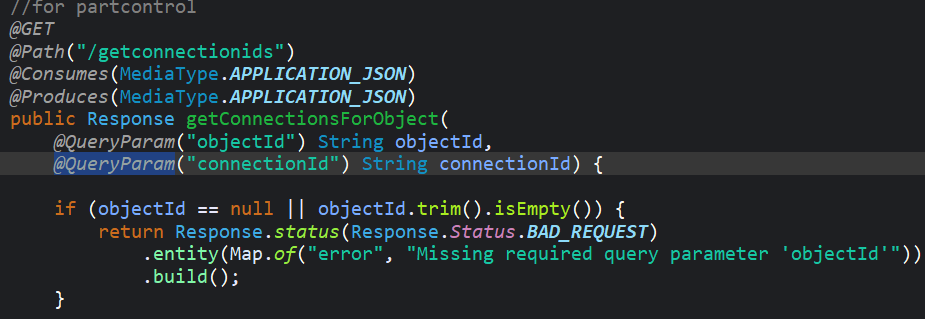 //for partcontrol
@GET
@Path("/getconnectionids")
@Consumes(MediaType.APPLICATION_JSON)
@Produces(MediaType.APPLICATION_JSON)
public Response getConnectionsForObject(
    @QueryParam("objectId") String objectId,
    @QueryParam("connectionId") String connectionId) {
    if (objectId == null || objectId.trim().isEmpty()) {
        return Response.status(Response.Status.BAD_REQUEST)
            .entity(Map.of("error", "Missing required query parameter 'objectId'"))
            .build();
    }